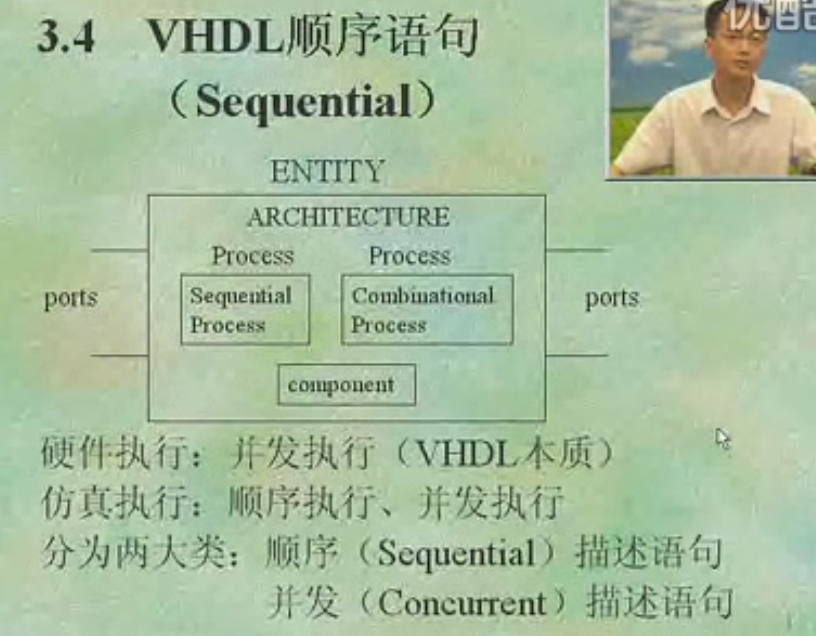 优酷
3.4 VHDL顺序语句
（Sequential）
ENTITY
ARCHITECTURE
Process Process
ports
Sequential
Process
Combinational
Process
ports
component
硬件执行：并发执行（VHDL本质）
仿真执行：顺序执行、并发执行
分为两大类：顺序（Sequential）描述语句
并发（Concurrent）描述语句